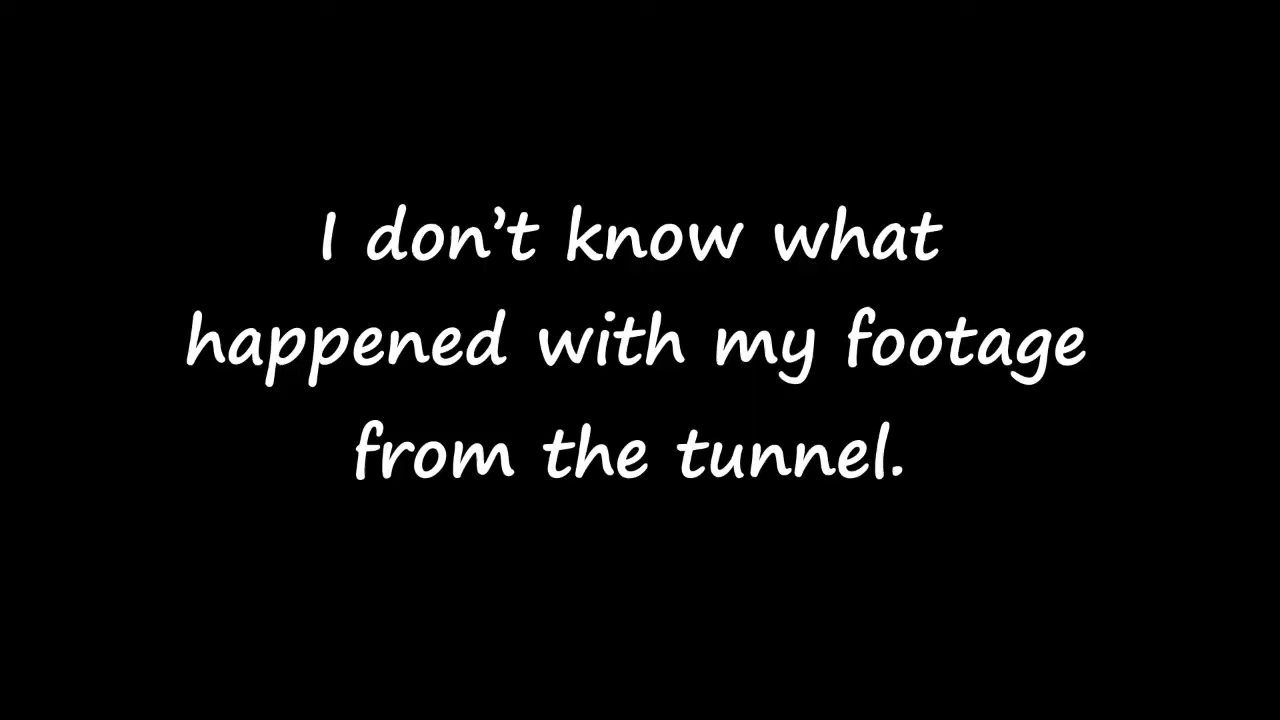 I don’t know what
happened with my footage
from the tunnel.